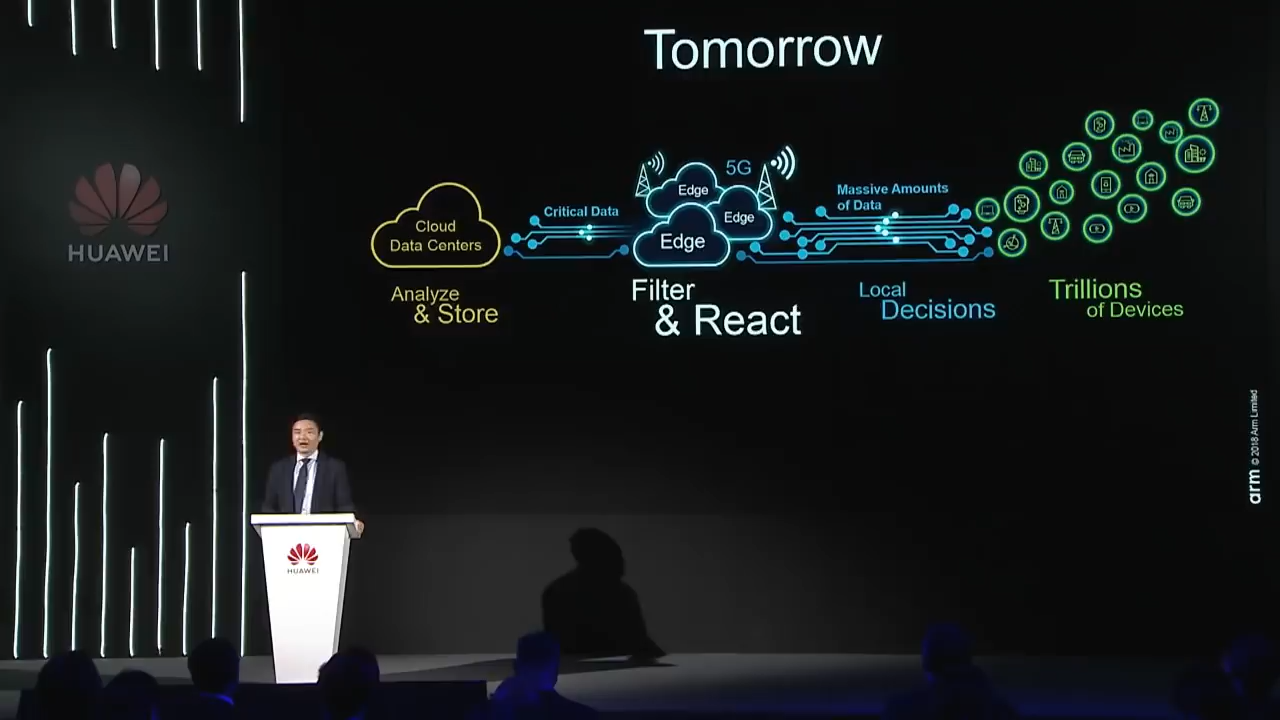 Tomorrow
HUAWEI
Cloud
Data Centers
Analyze
& Store
Critical Data
5G
Edge
Edge
Edge
Filter
& React
Massive Amounts
of Data
Local
Decisions
Trillions
of Devices
arm © 2018 Arm Limited
HUAWEI